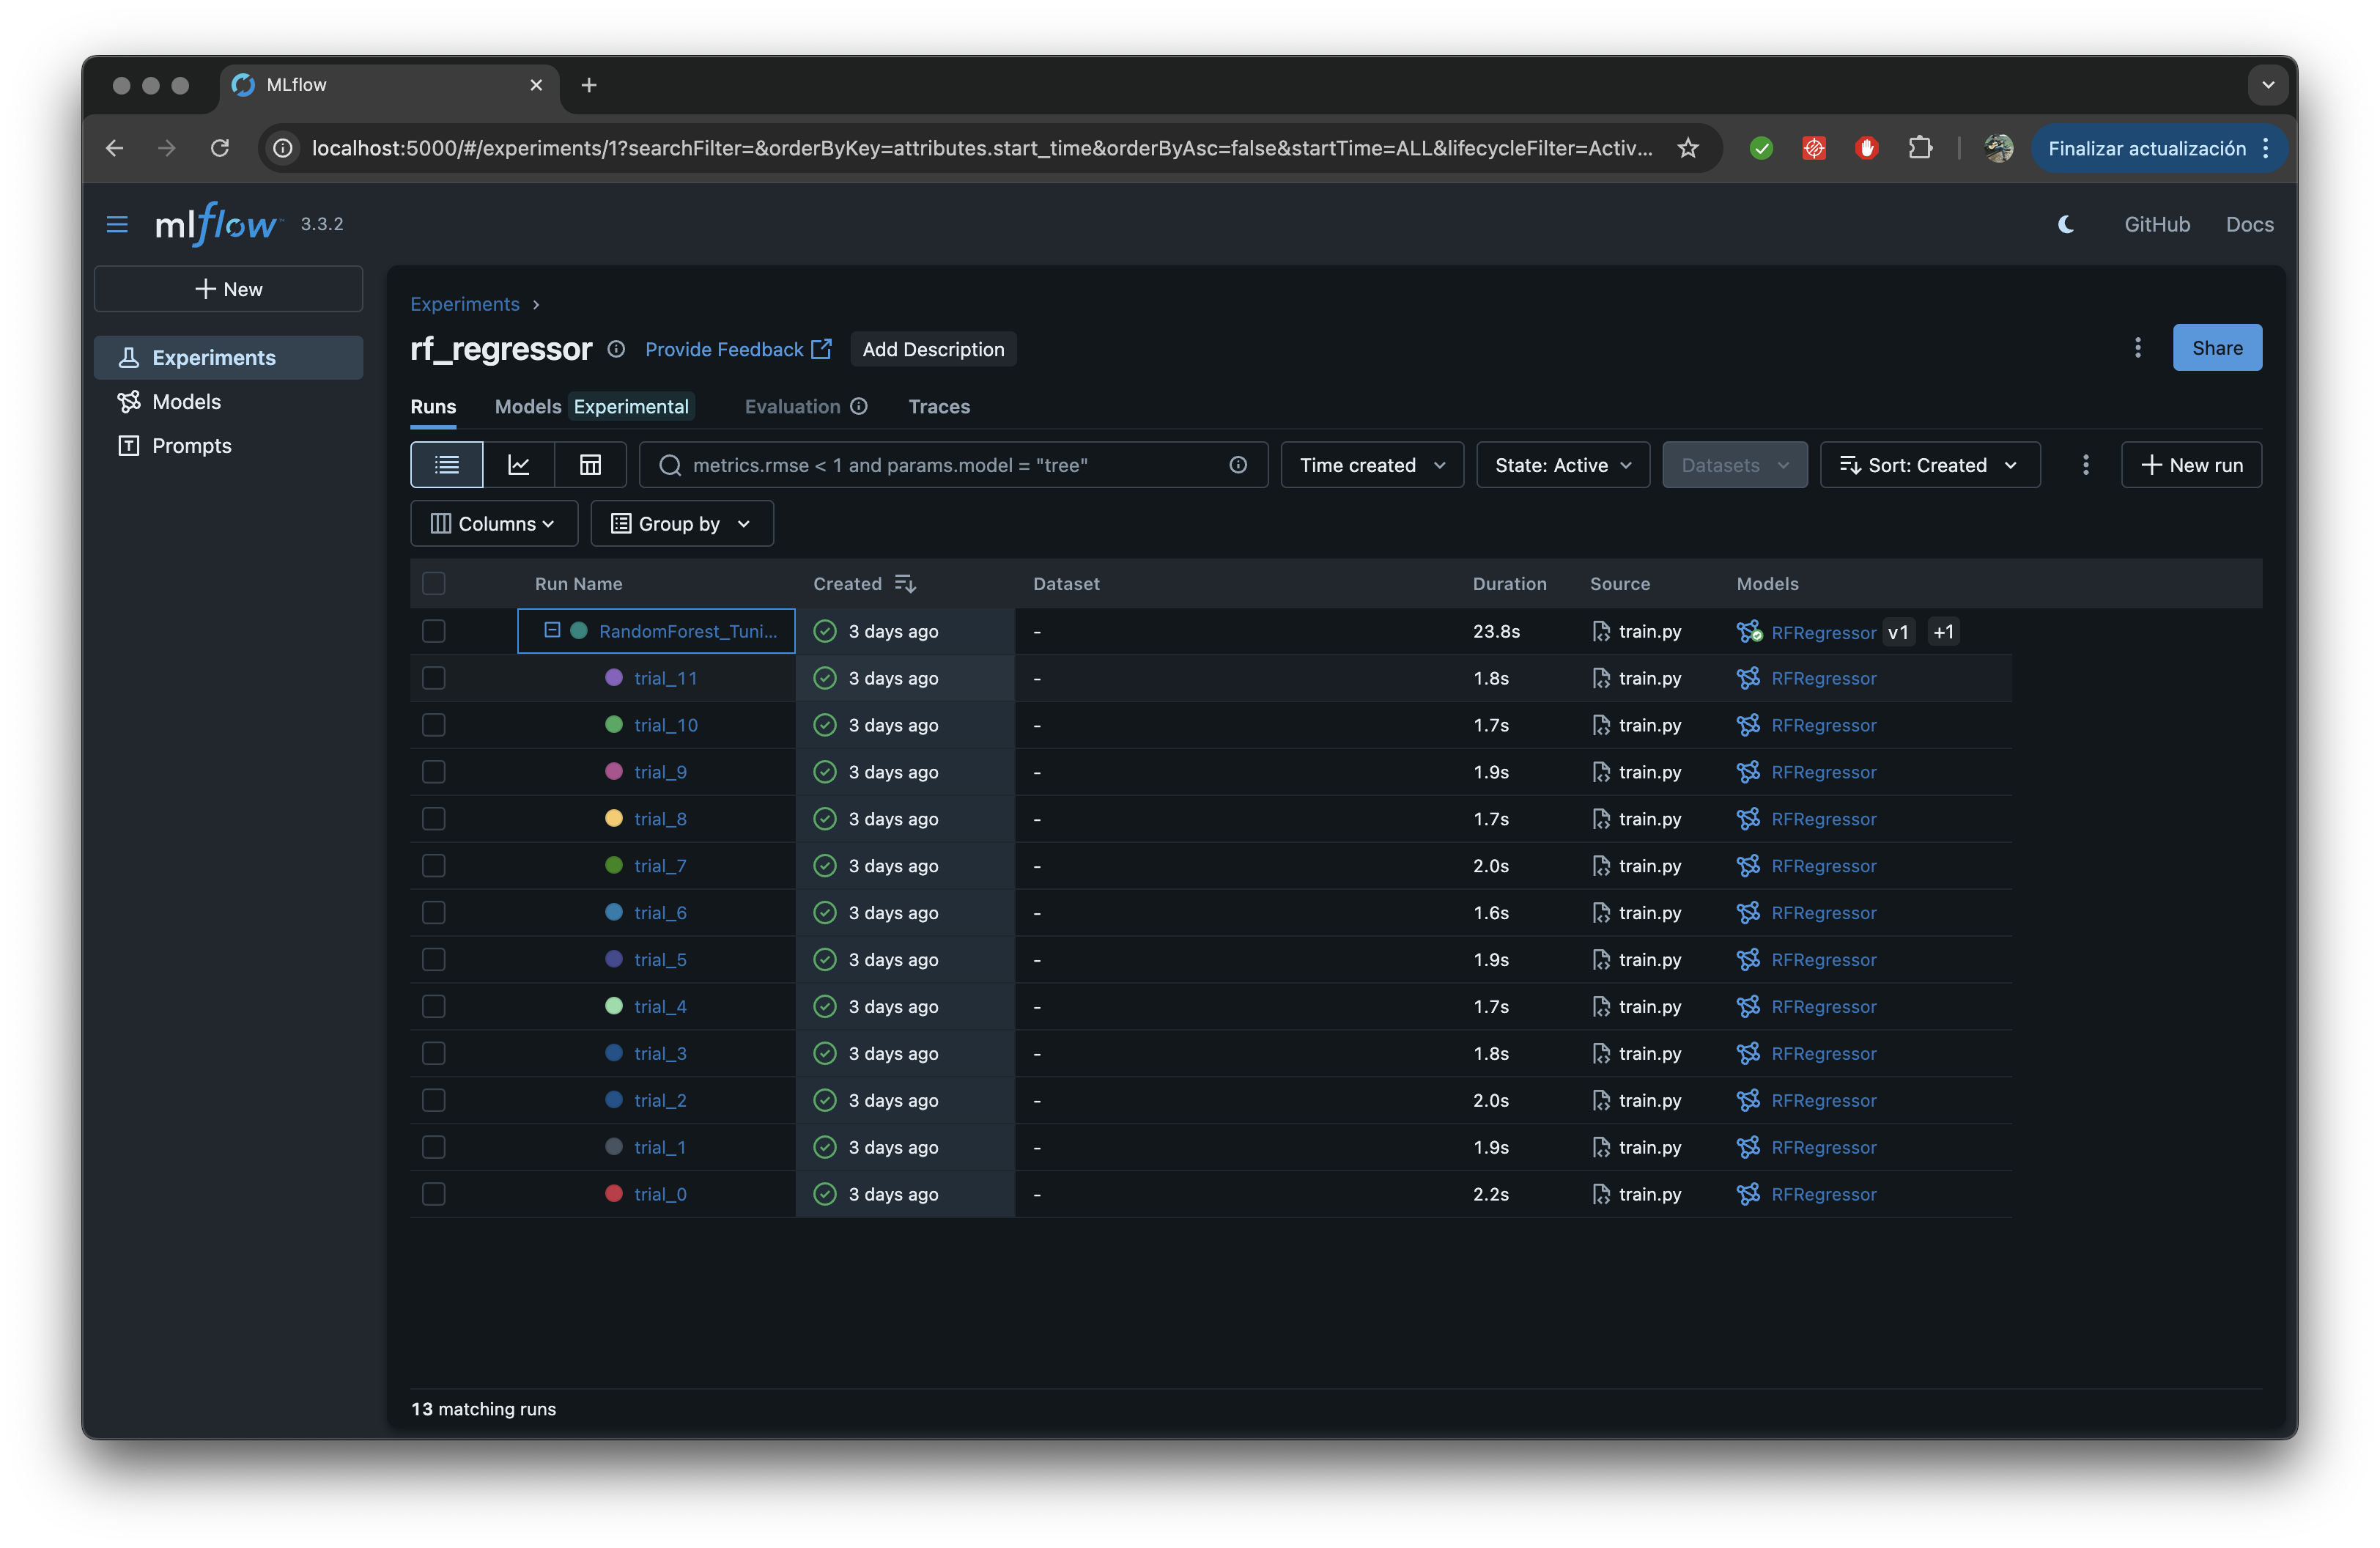 MLflow
localhost:5000/#/experiments/1?searchFilter=&orderByKey=attributes.start_time&orderByAsc=false&startTime=ALL&lifecycleFilter=Activ...
Finalizar actualización
mlflow 3.3.2
GitHub Docs
New
Experiments
Models
Prompts
Experiments
rf_regressor Provide Feedback Add Description
Share
Runs Models Experimental Evaluation Traces
metrics.rmse < 1 and params.model = "tree" Time created State: Active Datasets Sort: Created New run
Columns Group by
Run Name Created Dataset Duration Source Models
RandomForest_Tuni... 3 days ago - 23.8s train.py RFRegressor v1 +1
trial_11 3 days ago - 1.8s train.py RFRegressor
trial_10 3 days ago - 1.7s train.py RFRegressor
trial_9 3 days ago - 1.9s train.py RFRegressor
trial_8 3 days ago - 1.7s train.py RFRegressor
trial_7 3 days ago - 2.0s train.py RFRegressor
trial_6 3 days ago - 1.6s train.py RFRegressor
trial_5 3 days ago - 1.9s train.py RFRegressor
trial_4 3 days ago - 1.7s train.py RFRegressor
trial_3 3 days ago - 1.8s train.py RFRegressor
trial_2 3 days ago - 2.0s train.py RFRegressor
trial_1 3 days ago - 1.9s train.py RFRegressor
trial_0 3 days ago - 2.2s train.py RFRegressor
13 matching runs